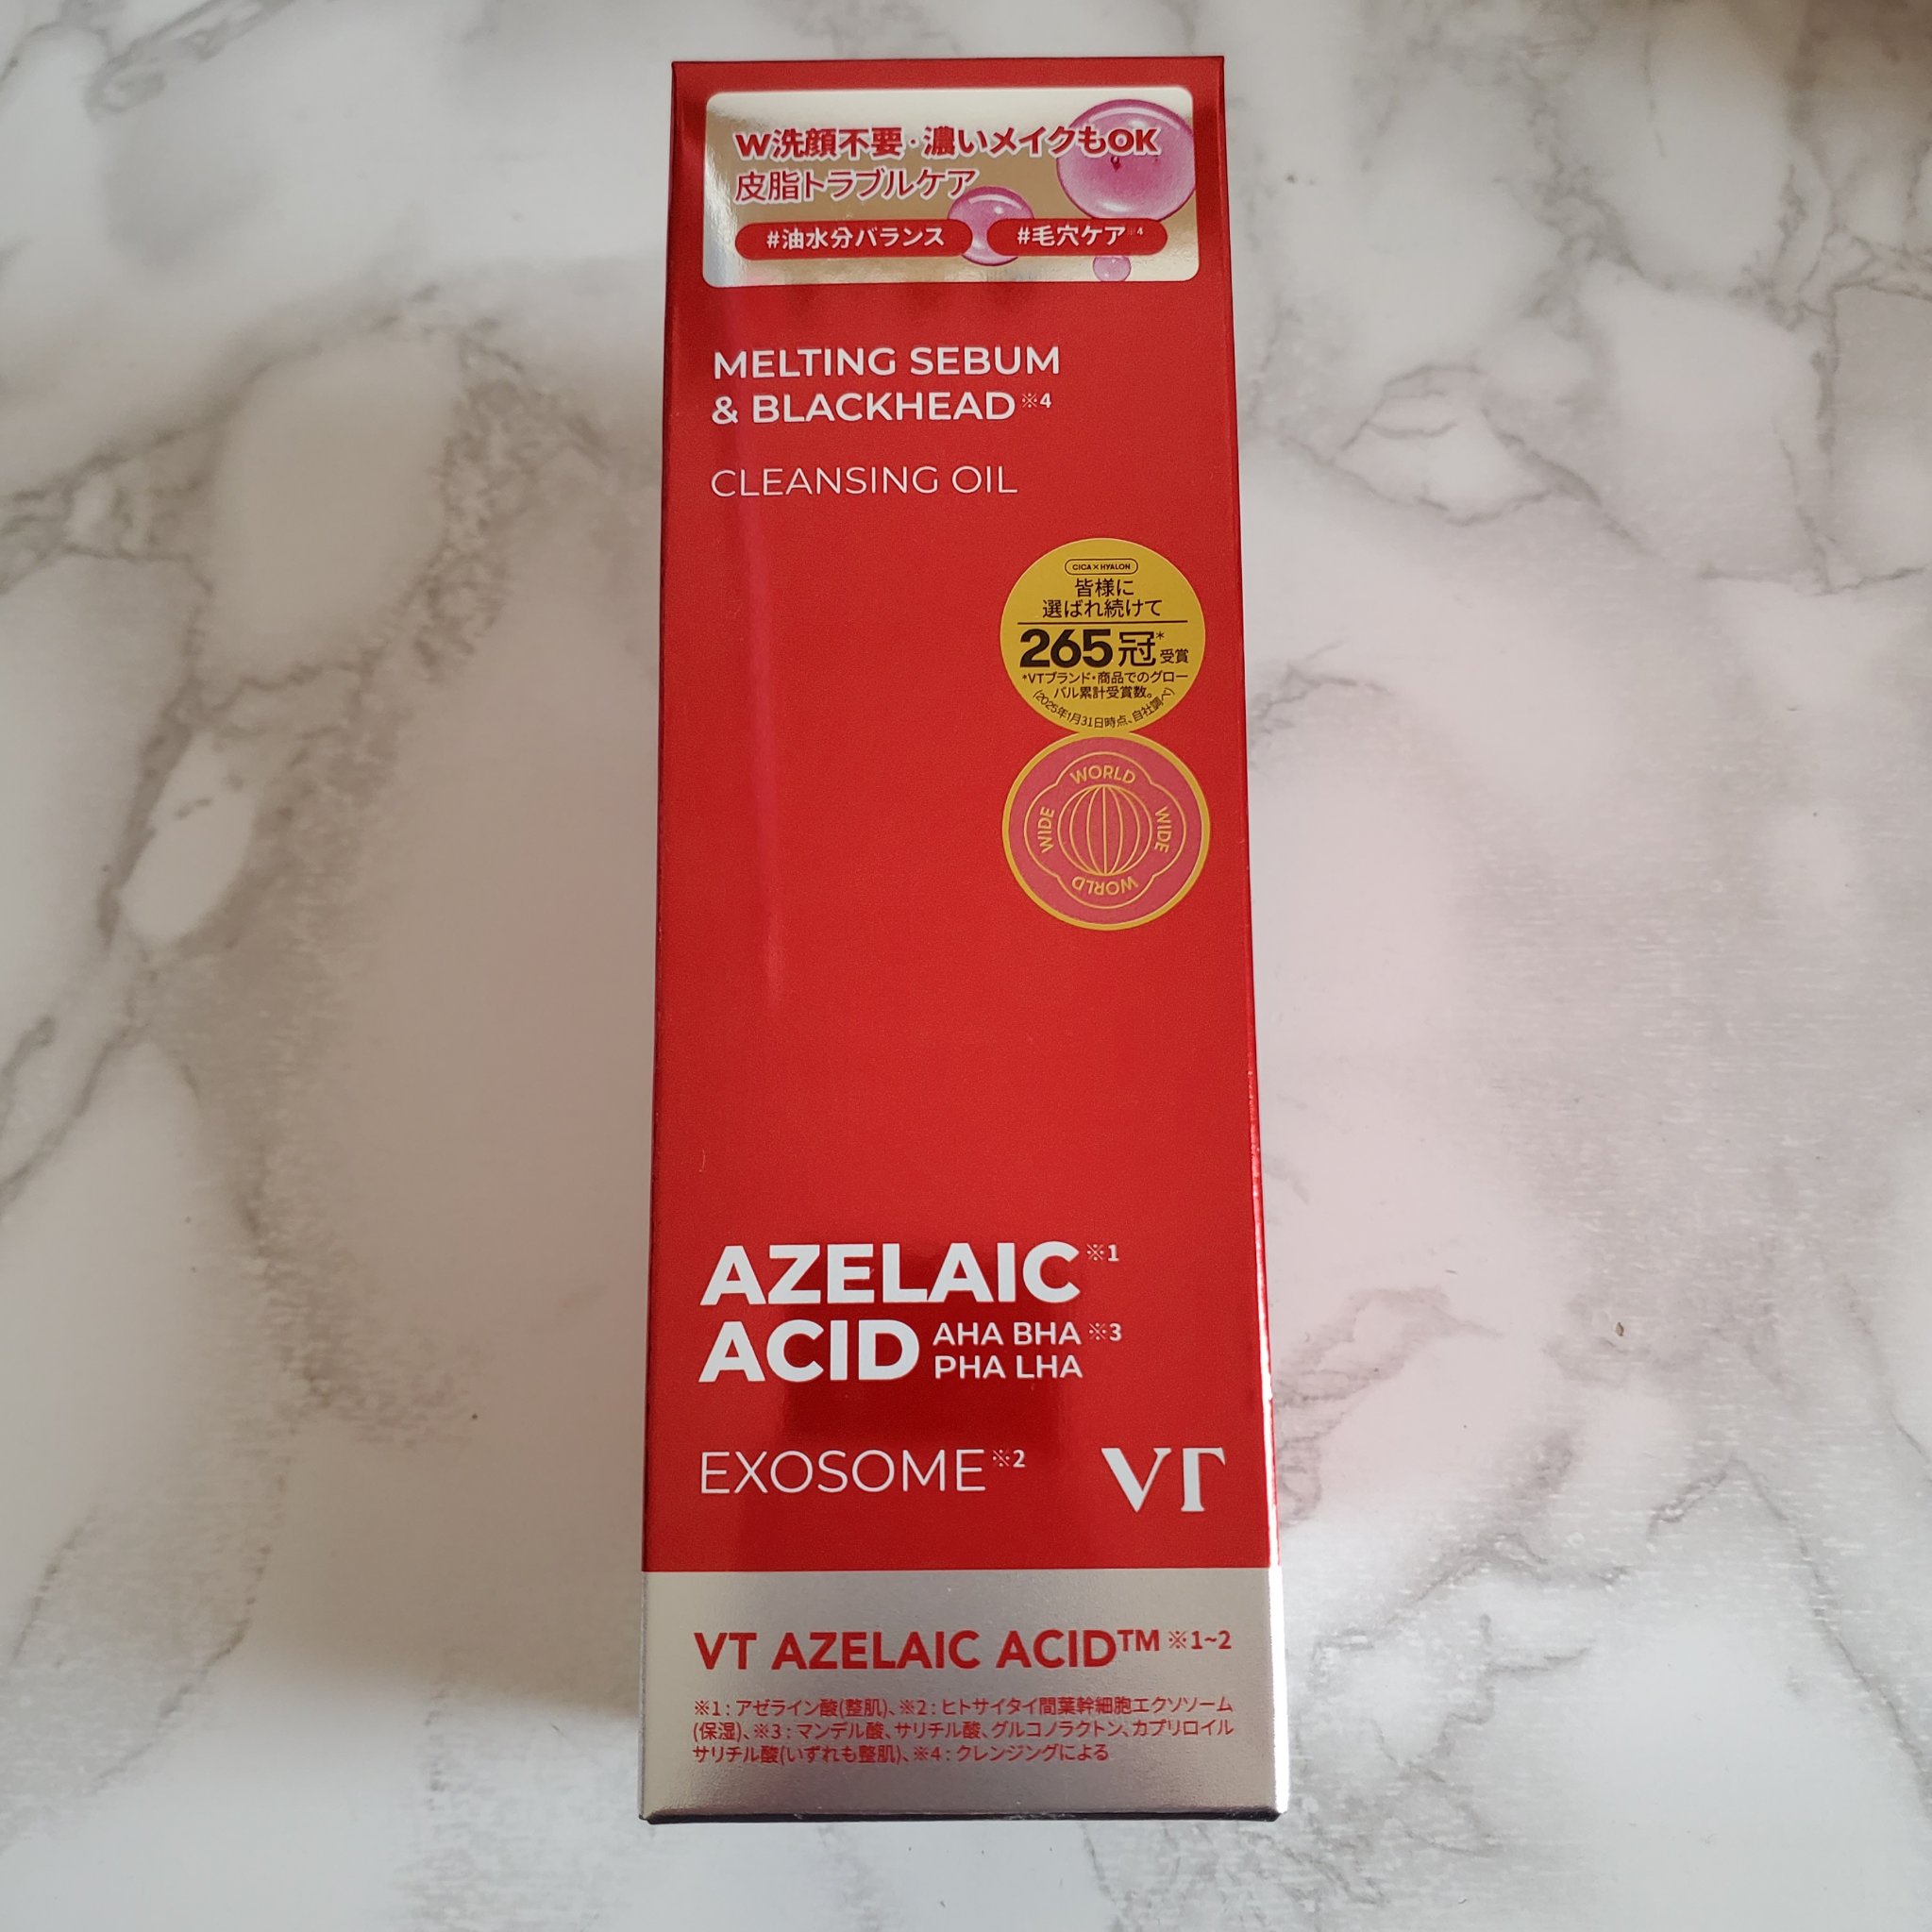 W洗顔不要・濃いメイクもOK
皮脂トラブルケア
#油水分バランス #毛穴ケア※4
MELTING SEBUM
& BLACKHEAD※4
CLEANSING OIL
CICA×HYALON
皆様に
選ばれ続けて
265冠*受賞
*VTブランド・商品でのグロー
バル累計受賞数。
(2025年1月31日時点、自社調べ)
WORLD
WIDE
WIDE
WORLD
AZELAIC※1
ACID AHA BHA※3
PHA LHA
EXOSOME※2
VT
VT AZELAIC ACID™※1~2
※1：アゼライン酸(整肌)、※2：ヒトサイタイ間葉幹細胞エクソソーム
(保湿)、※3：マンデル酸、サリチル酸、グルコノラクトン、カプリロイル
サリチル酸(いずれも整肌)、※4：クレンジングによる